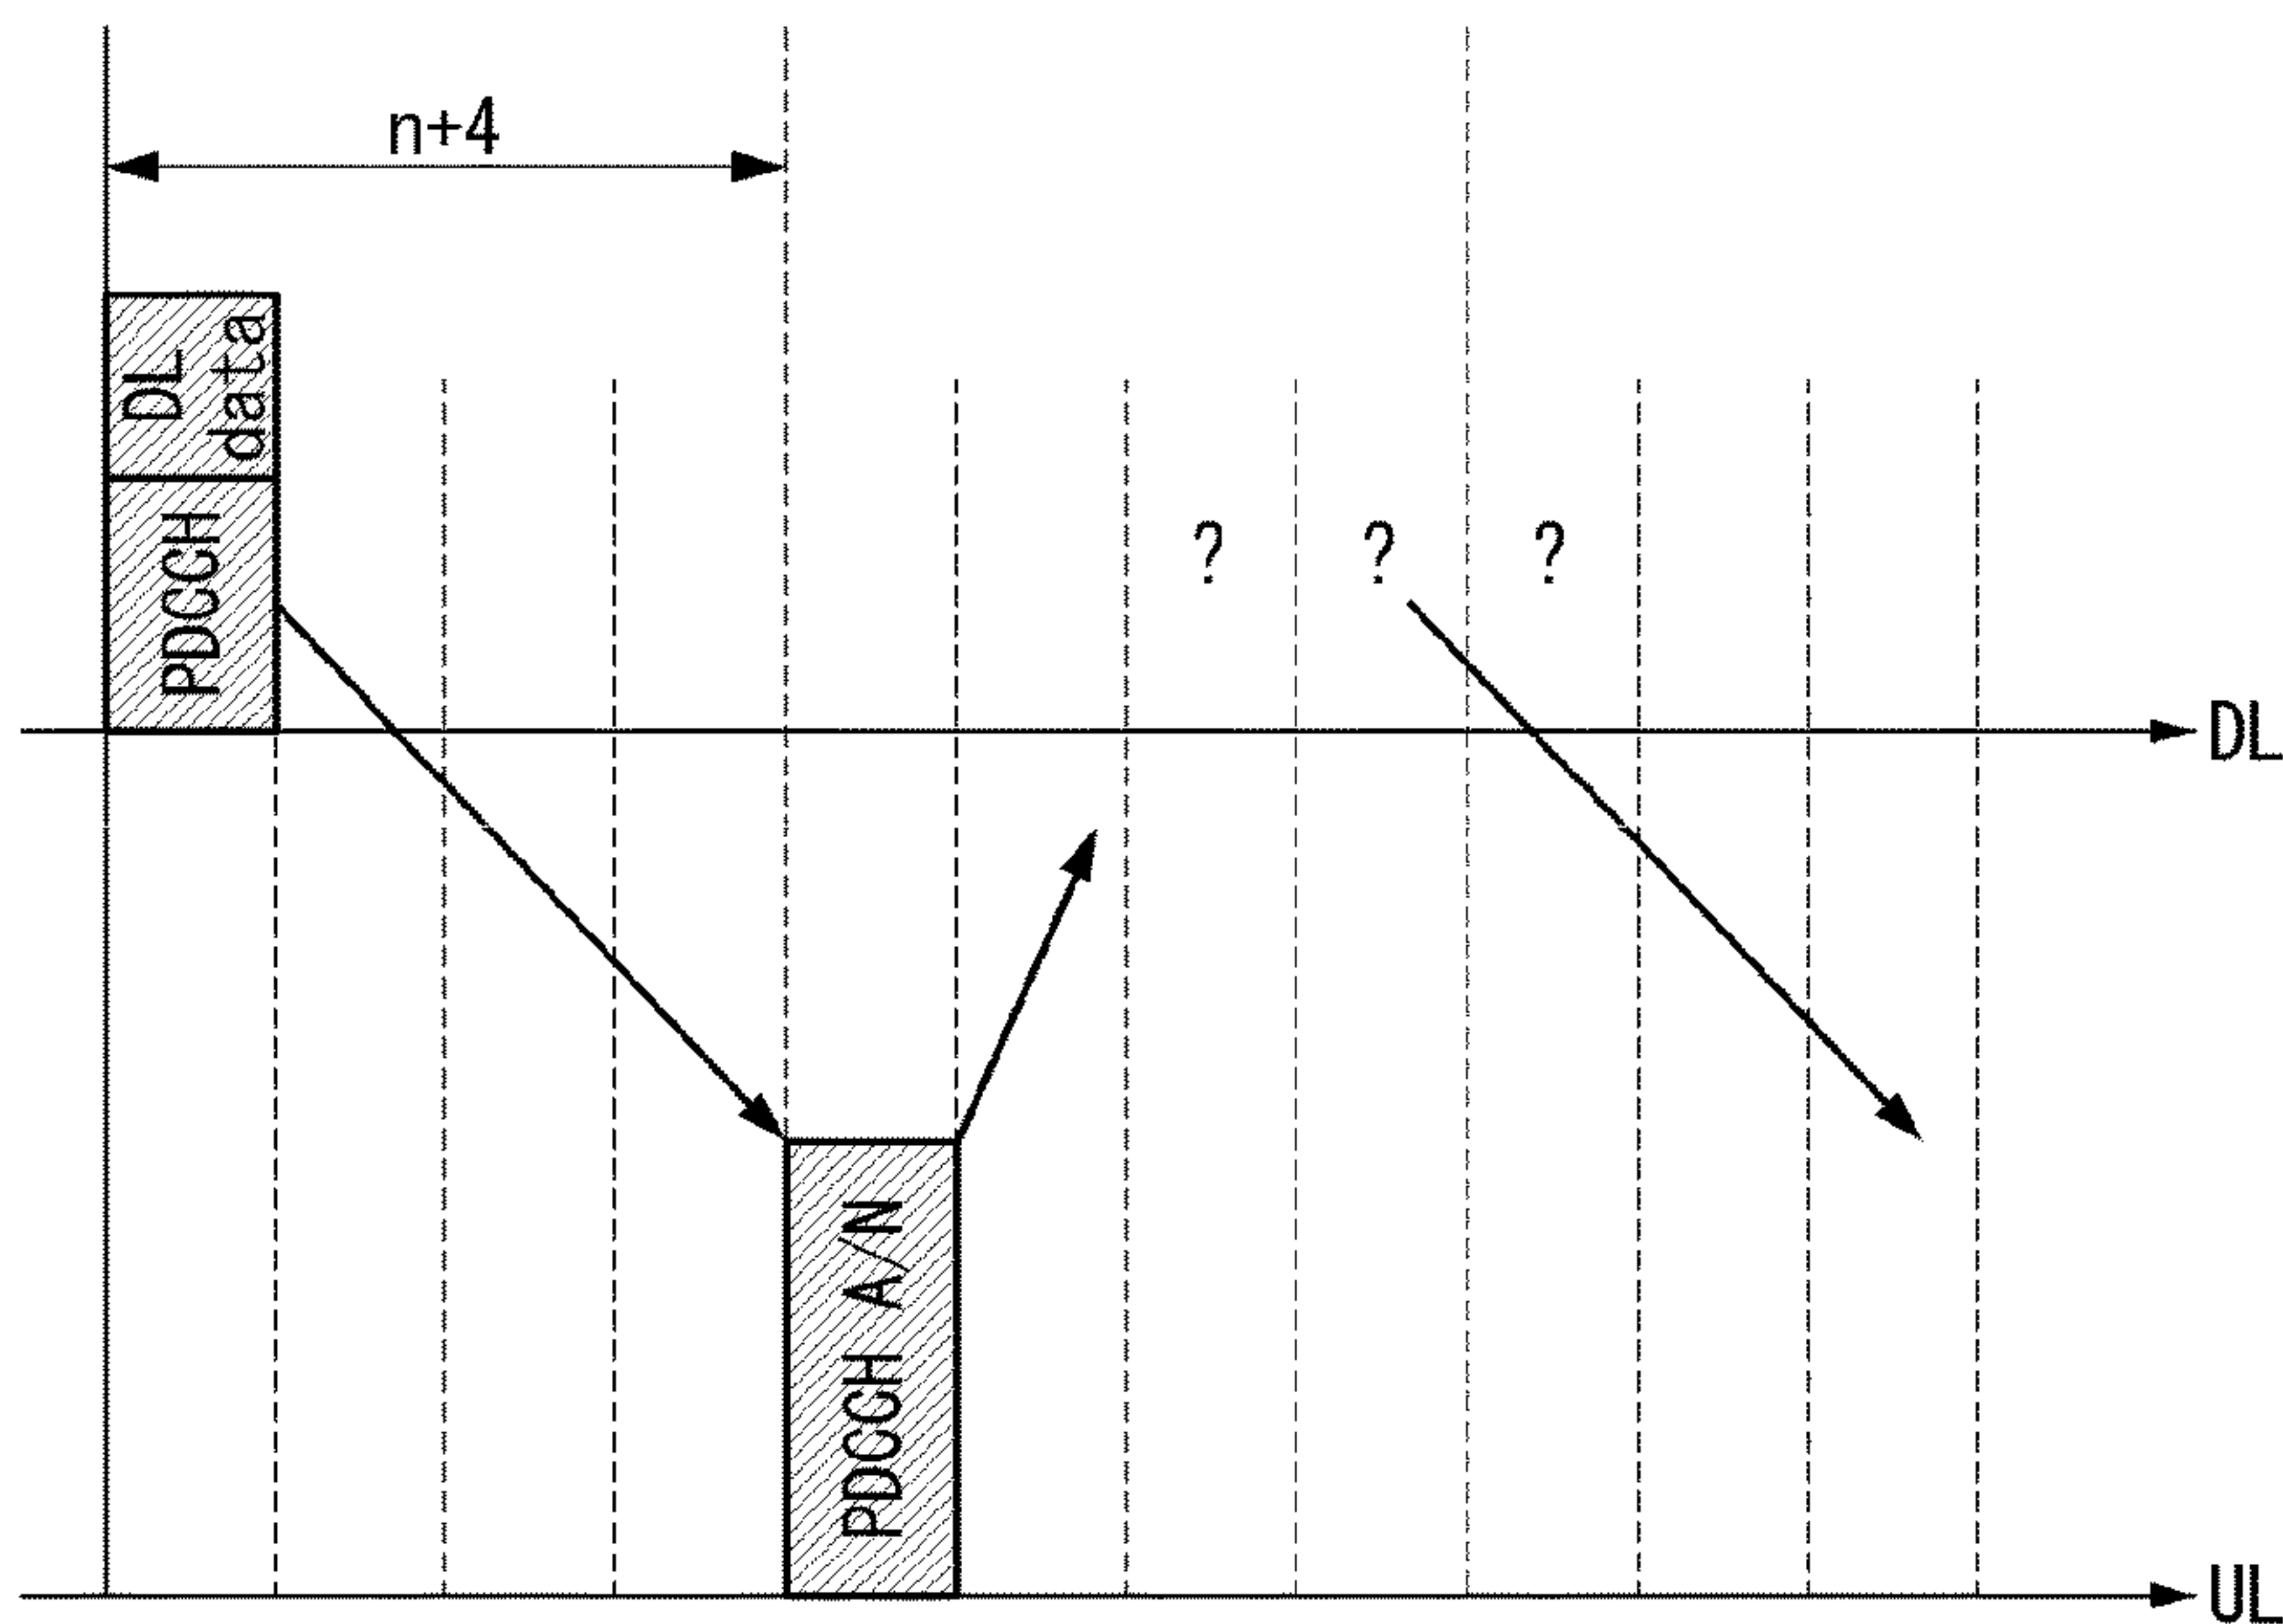 n+4
DL
data
PDCCH
?
?
?
DL
PDCCH A/N
UL